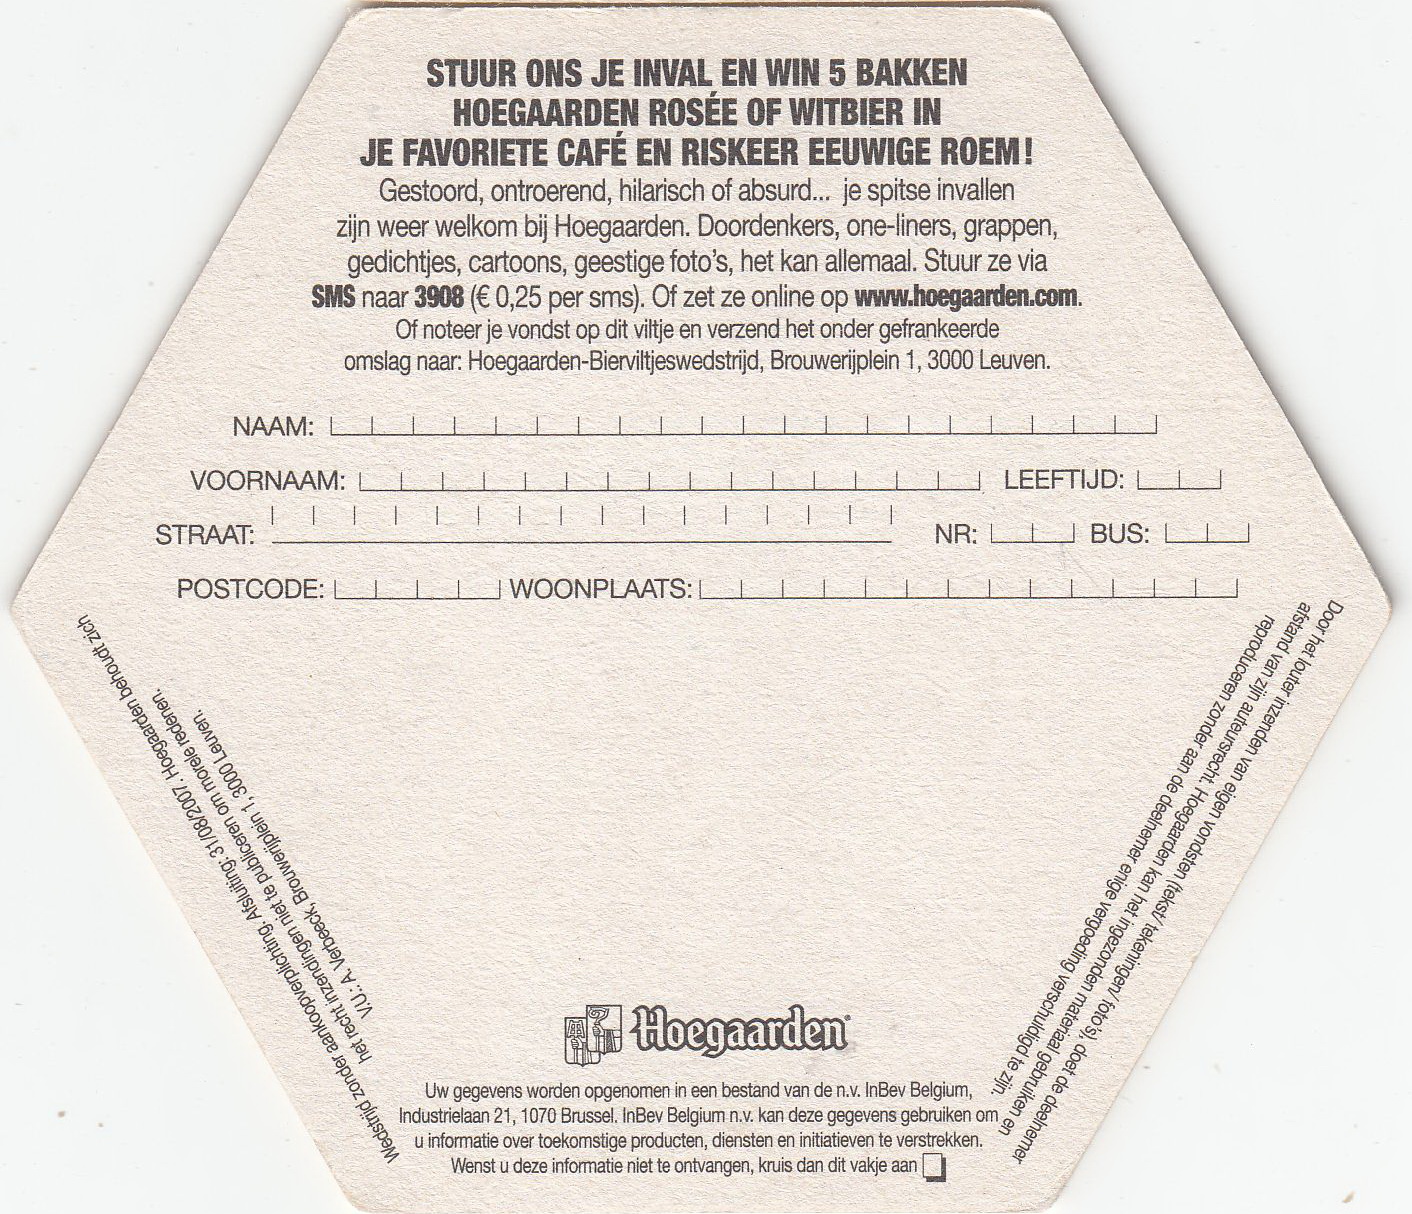 STUUR ONS JE INVAL EN WIN 5 BAKKEN
HOEGAARDEN ROSÉE OF WITBIER IN
JE FAVORIETE CAFÉ EN RISKEER EEUWIGE ROEM!
Gestoord, ontroerend, hilarisch of absurd... je spitse invallen
zijn weer welkom bij Hoegaarden. Doordenkers, one-liners, grappen,
gedichtjes, cartoons, geestige foto's, het kan allemaal. Stuur ze via
SMS naar 3908 (€ 0,25 per sms). Of zet ze online op www.hoegaarden.com.
Of noteer je vondst op dit viltje en verzend het onder gefrankeerde
omslag naar: Hoegaarden-Bierviltjeswedstrijd, Brouwerijplein 1, 3000 Leuven.
NAAM:
VOORNAAM: LEEFTIJD:
STRAAT: NR: BUS:
POSTCODE: WOONPLAATS:
Wedstrijd zonder aankoopverplichting. Afsluiting: 31/08/2007. Hoegaarden behoudt zich
het recht inzendingen niet te publiceren om morele redenen.
V.U.: A. Verbeeck, Brouwerijplein 1, 3000 Leuven.
Door het louter inzenden van eigen vondsten (tekst/ tekeningen/ foto's), doet de deelnemer
afstand van zijn auteursrecht. Hoegaarden kan het ingezonden materiaal gebruiken en
reproduceren zonder aan de deelnemer enige vergoeding verschuldigd te zijn.
Hoegaarden
Uw gegevens worden opgenomen in een bestand van de n.v. InBev Belgium,
Industrielaan 21, 1070 Brussel. InBev Belgium n.v. kan deze gegevens gebruiken om
u informatie over toekomstige producten, diensten en initiatieven te verstrekken.
Wenst u deze informatie niet te ontvangen, kruis dan dit vakje aan